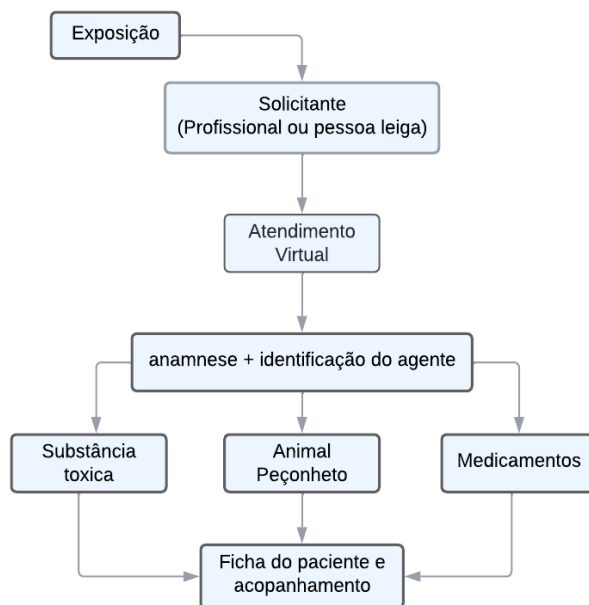 Exposição
Solicitante
(Profissional ou pessoa leiga)
Atendimento
Virtual
anamnese + identificação do agente
Substância
toxica
Animal
Peçonheto
Medicamentos
Ficha do paciente e
acopanhamento